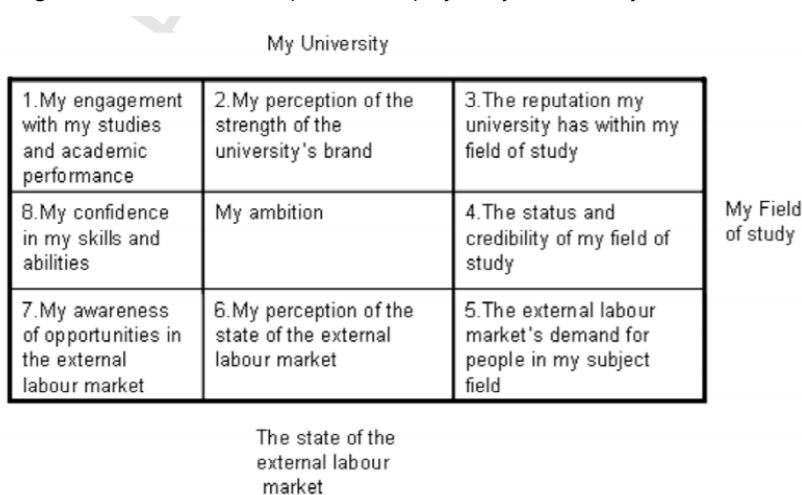 My University
1.My engagement
with my studies
and academic
performance
2.My perception of the
strength of the
university's brand
3.The reputation my
university has within my
field of study
8.My confidence
in my skills and
abilities
My ambition
4.The status and
credibility of my field of
study
My Field
of study
7.My awareness
of opportunities in
the external
labour market
6.My perception of the
state of the external
labour market
5.The external labour
market's demand for
people in my subject
field
The state of the
external labour
market